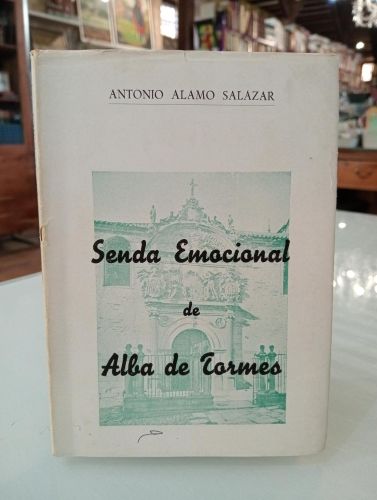 ANTONIO ALAMO SALAZAR
Senda Emocional
de
Alba de Tormes